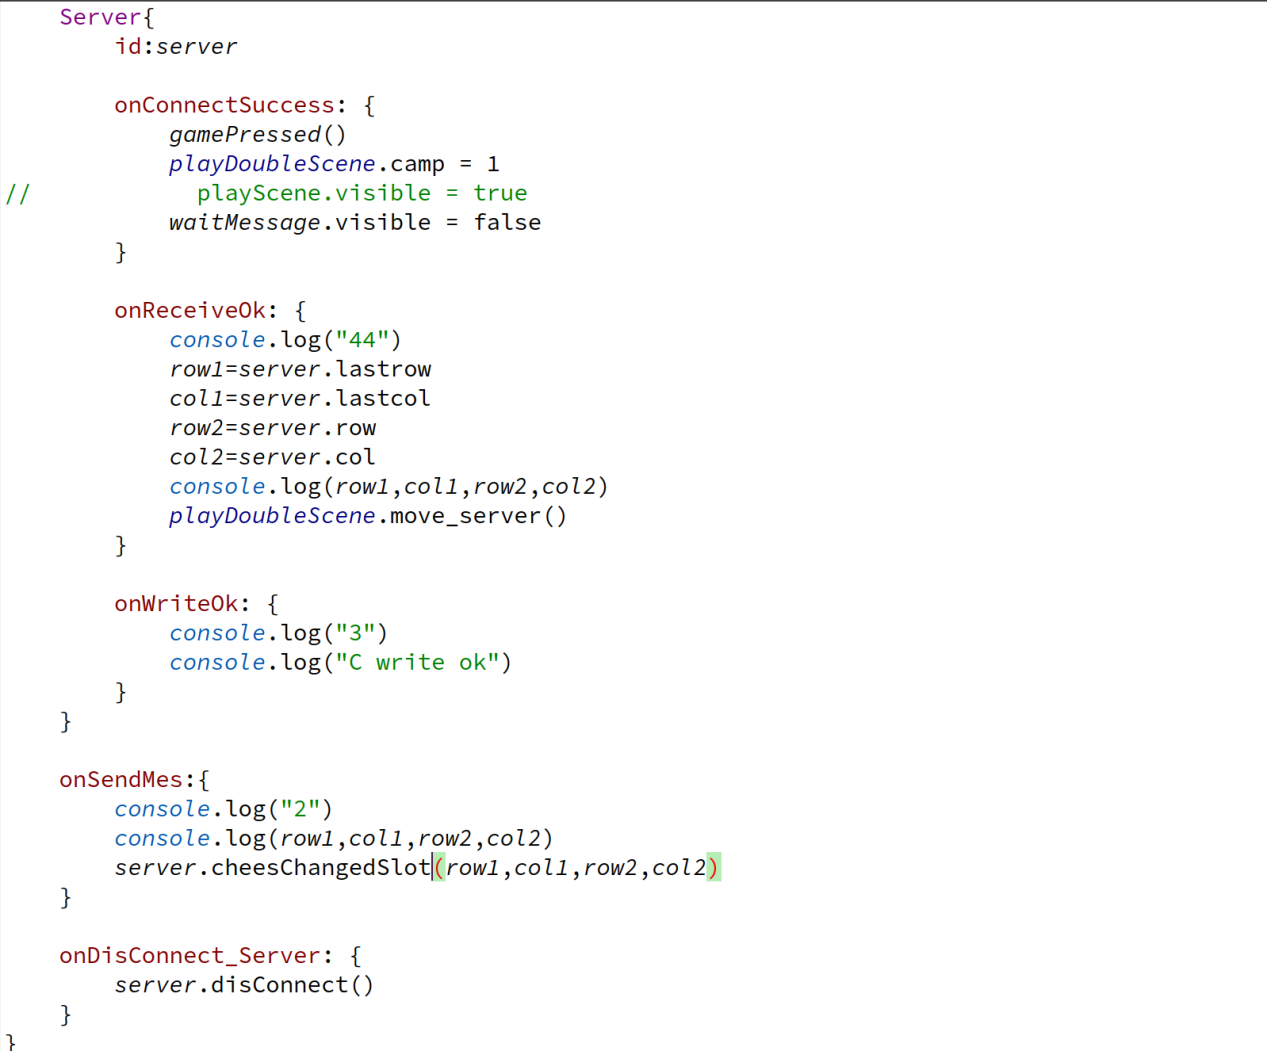 Server{
id:server
onConnectSuccess: {
gamePressed()
playDoubleScene.camp = 1
// playScene.visible = true
waitMessage.visible = false
}
onReceiveOk: {
console.log("44")
row1=server.lastrow
col1=server.lastcol
row2=server.row
col2=server.col
console.log(row1,col1,row2,col2)
playDoubleScene.move_server()
}
onWriteOk: {
console.log("3")
console.log("C write ok")
}
}
onSendMes:{
console.log("2")
console.log(row1,col1,row2,col2)
server.cheesChangedSlot(row1,col1,row2,col2)
}
onDisConnect_Server: {
server.disConnect()
}
}